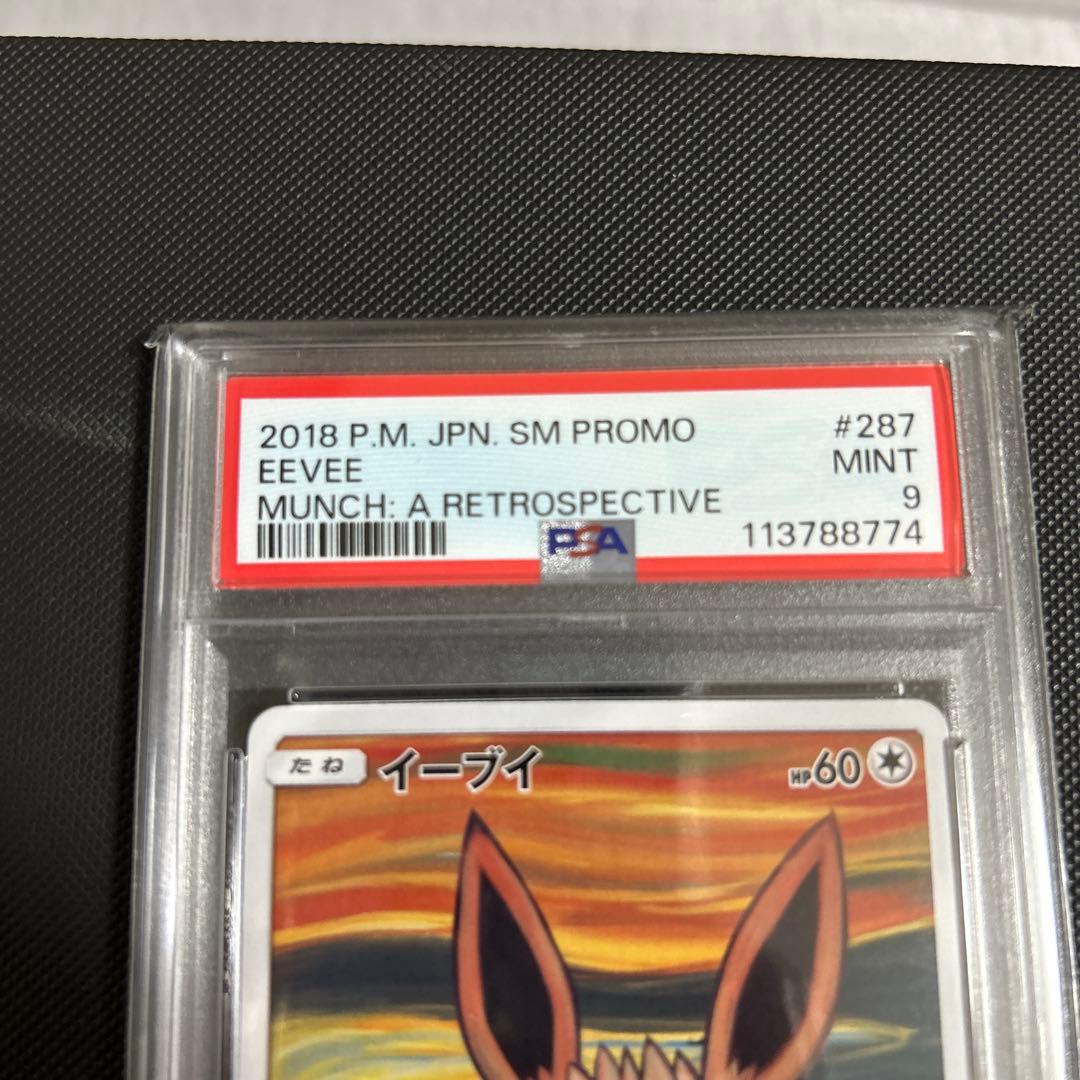 2018 P.M. JPN. SM PROMO #287
EEVEE MINT
MUNCH: A RETROSPECTIVE 9
PSA 113788774
たね イーブイ HP60